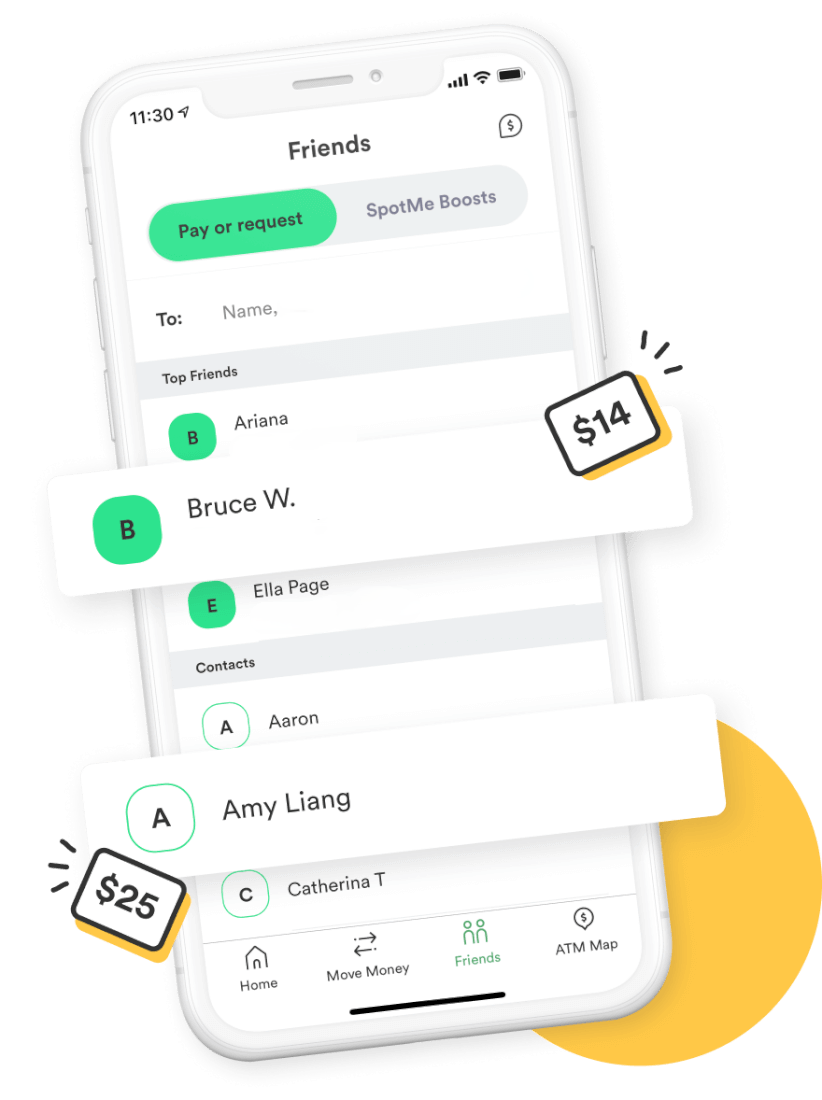 11:30
Friends
Pay or request
SpotMe Boosts
To:
Name,
Top Friends
B
Ariana
$14
B
Bruce W.
E
Ella Page
Contacts
A
Aaron
A
Amy Liang
$25
C
Catherina T
Home
Move Money
Friends
ATM Map